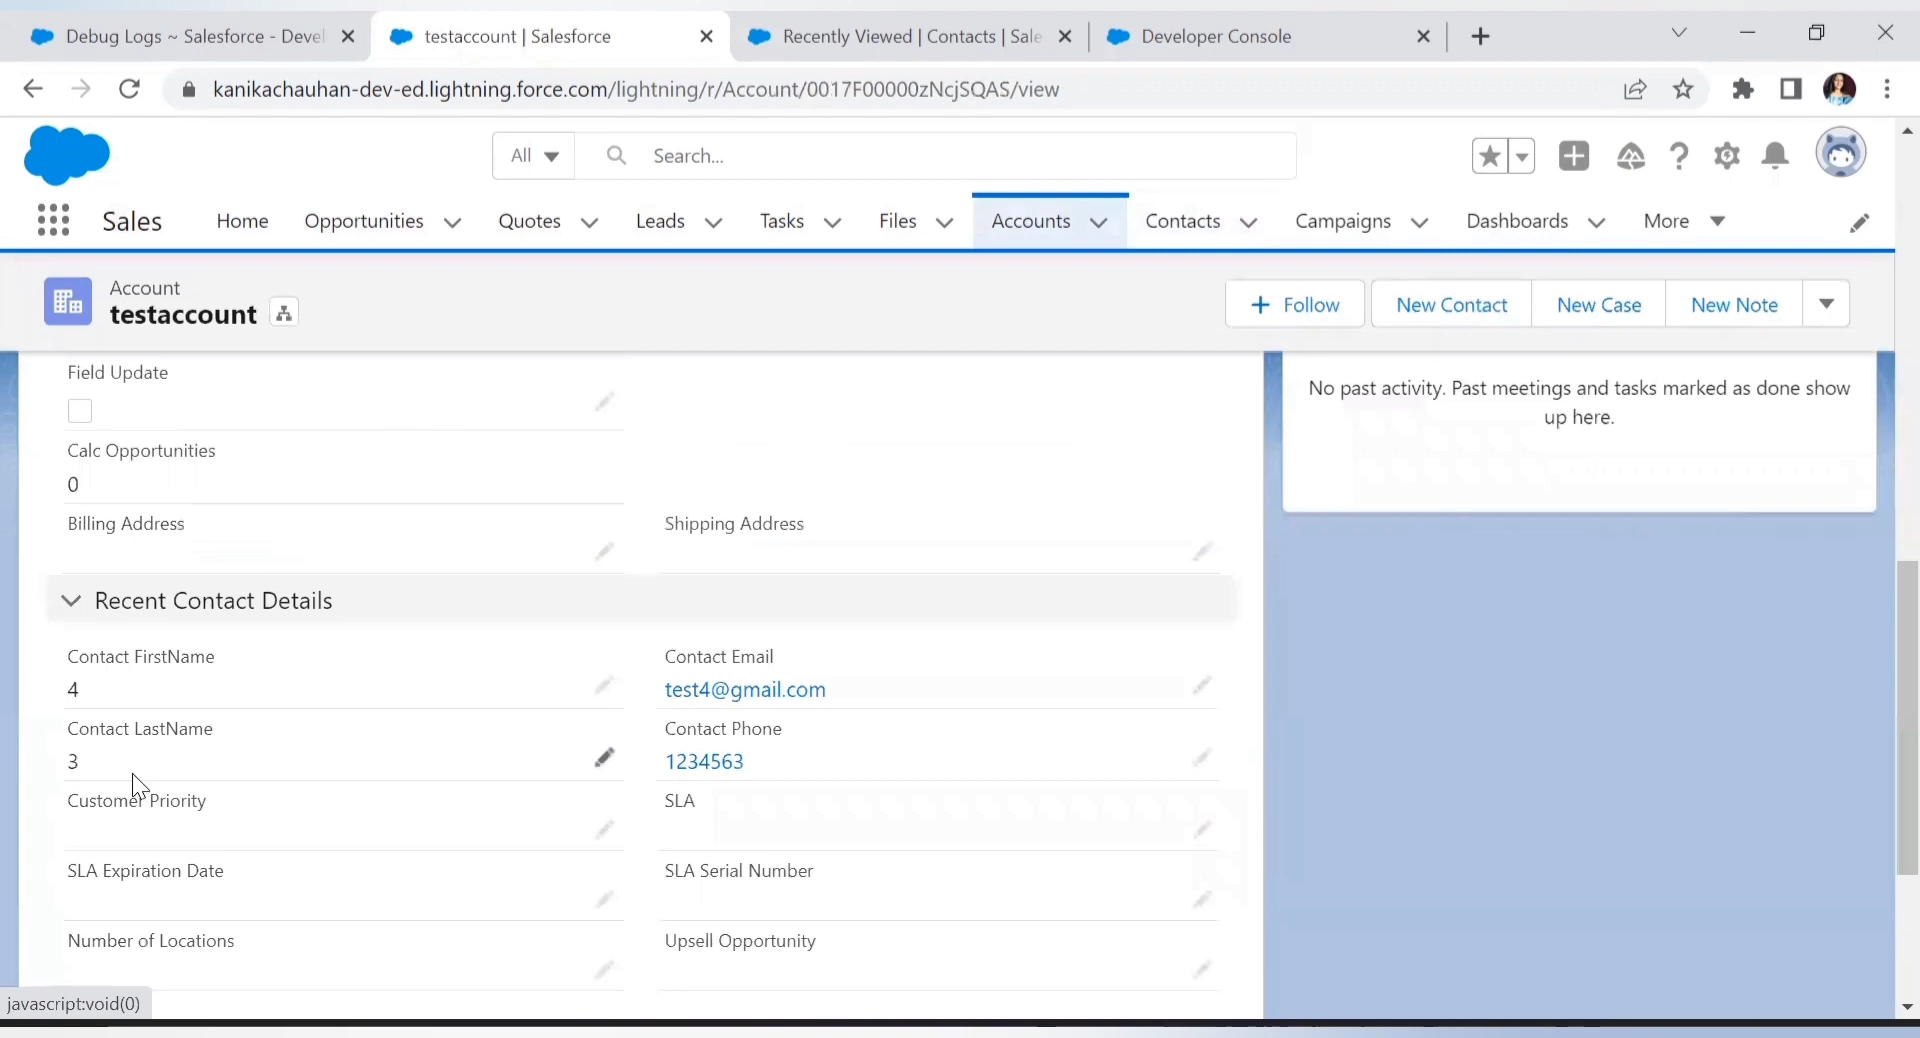 Debug Logs ~ Salesforce - Devel
testaccount | Salesforce
Recently Viewed | Contacts | Sale
Developer Console
kanikachauhan-dev-ed.lightning.force.com/lightning/r/Account/0017F00000zNcjSQAS/view
All
Search...
Sales
Home
Opportunities
Quotes
Leads
Tasks
Files
Accounts
Contacts
Campaigns
Dashboards
More
Account
testaccount
Follow
New Contact
New Case
New Note
Field Update
No past activity. Past meetings and tasks marked as done show
up here.
Calc Opportunities
0
Billing Address
Shipping Address
Recent Contact Details
Contact FirstName
4
Contact Email
test4@gmail.com
Contact LastName
3
Contact Phone
1234563
Customer Priority
SLA
SLA Expiration Date
SLA Serial Number
Number of Locations
Upsell Opportunity
javascript:void(0)